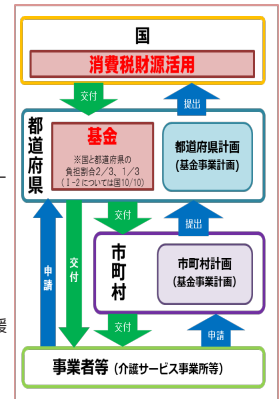 国
消費税財源活用
交付
提出
都道府県
基金
※国と都道府県の
負担割合2/3、1/3
(Ⅰ-2については国10/10)
都道府県計画
(基金事業計画)
申請
交付
交付
提出
市町村
市町村計画
(基金事業計画)
交付
申請
援
事業者等 (介護サービス事業所等)